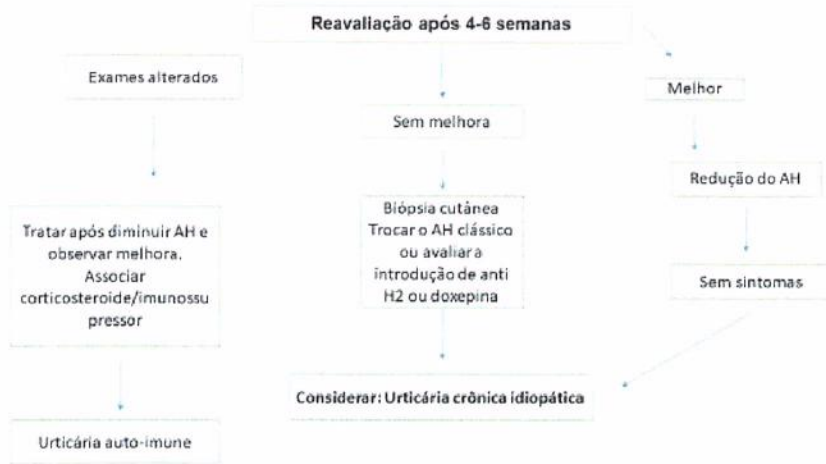 Reavaliação após 4-6 semanas
Exames alterados
Sem melhora
Melhor
Tratar após diminuir AH e
observar melhora.
Associar
corticosteroide/imunossu
pressor
Biópsia cutânea
Trocar o AH clássico
ou avaliar a
introdução de anti
H2 ou doxepina
Redução do AH
Sem sintomas
Considerar: Urticária crônica idiopática
Urticária auto-imune